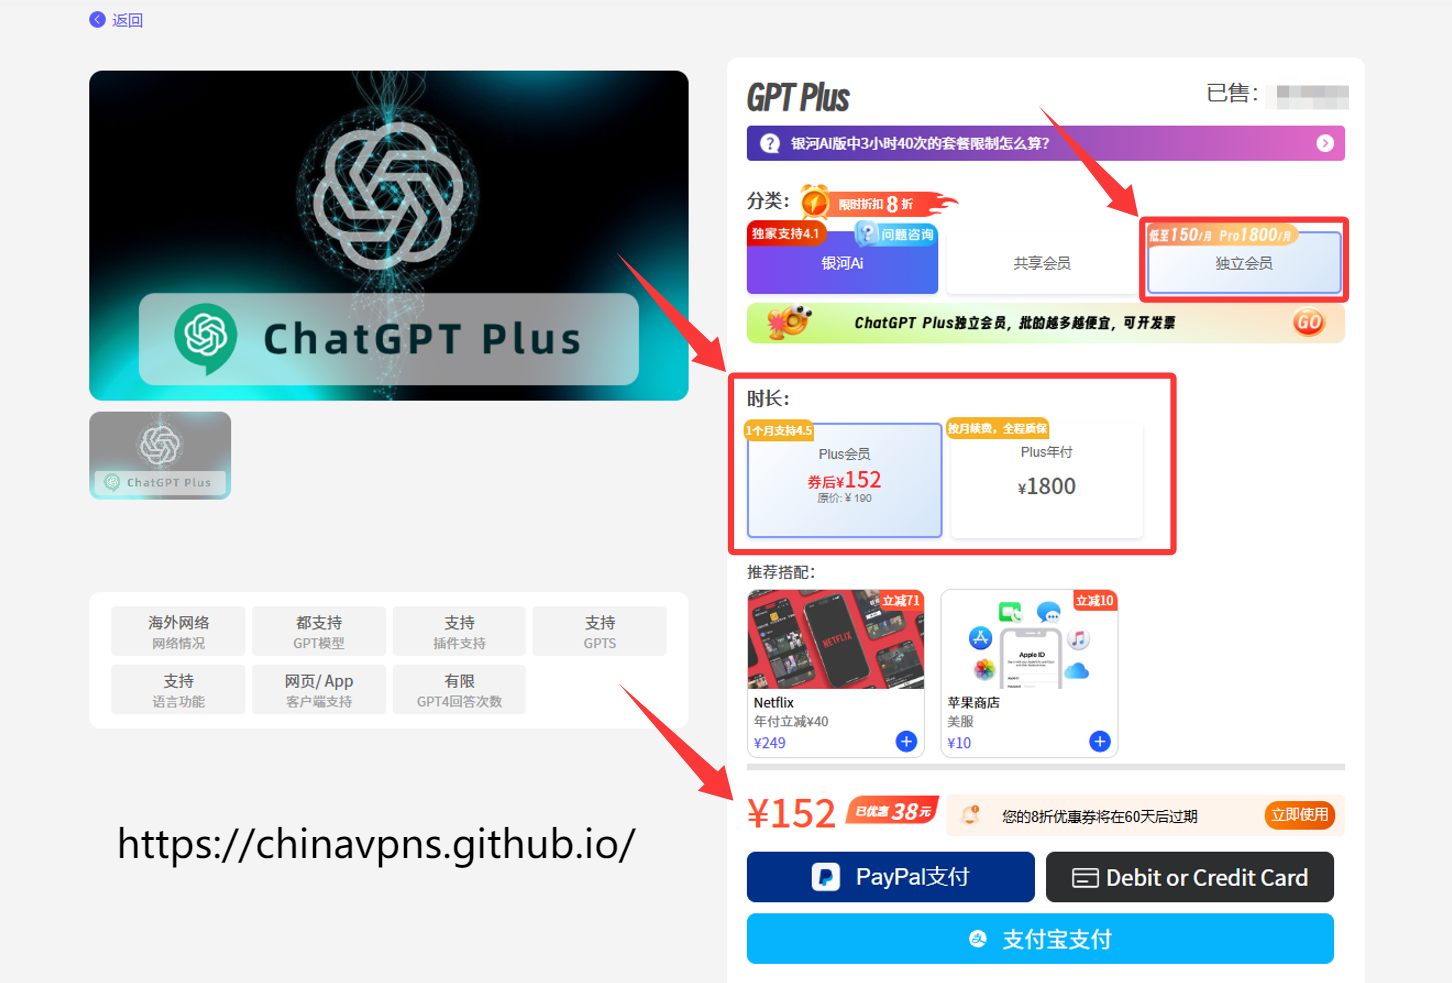 返回
ChatGPT Plus
ChatGPT Plus
海外网络
网络情况
都支持
GPT模型
支持
插件支持
支持
GPTS
支持
语言功能
网页/ App
客户端支持
有限
GPT4回答次数
https://chinavpns.github.io/
GPT Plus
已售：
银河AI版中3小时40次的套餐限制怎么算?
分类：
限时折扣 8 折
独家支持4.1
问题咨询
银河Ai
共享会员
低至150/月 Pro1800/月
独立会员
ChatGPT Plus独立会员，批的越多越便宜，可开发票
GO
时长：
1个月支持4.5
Plus会员
券后¥152
原价:¥ 190
按月续费，全程质保
Plus年付
¥1800
推荐搭配：
立减71
NETFLIX
Netflix
年付立减¥40
¥249
立减10
Apple ID
苹果商店
美服
¥10
¥152
已优惠 38元
您的8折优惠券将在60天后过期
立即使用
PayPal支付
Debit or Credit Card
支付宝支付